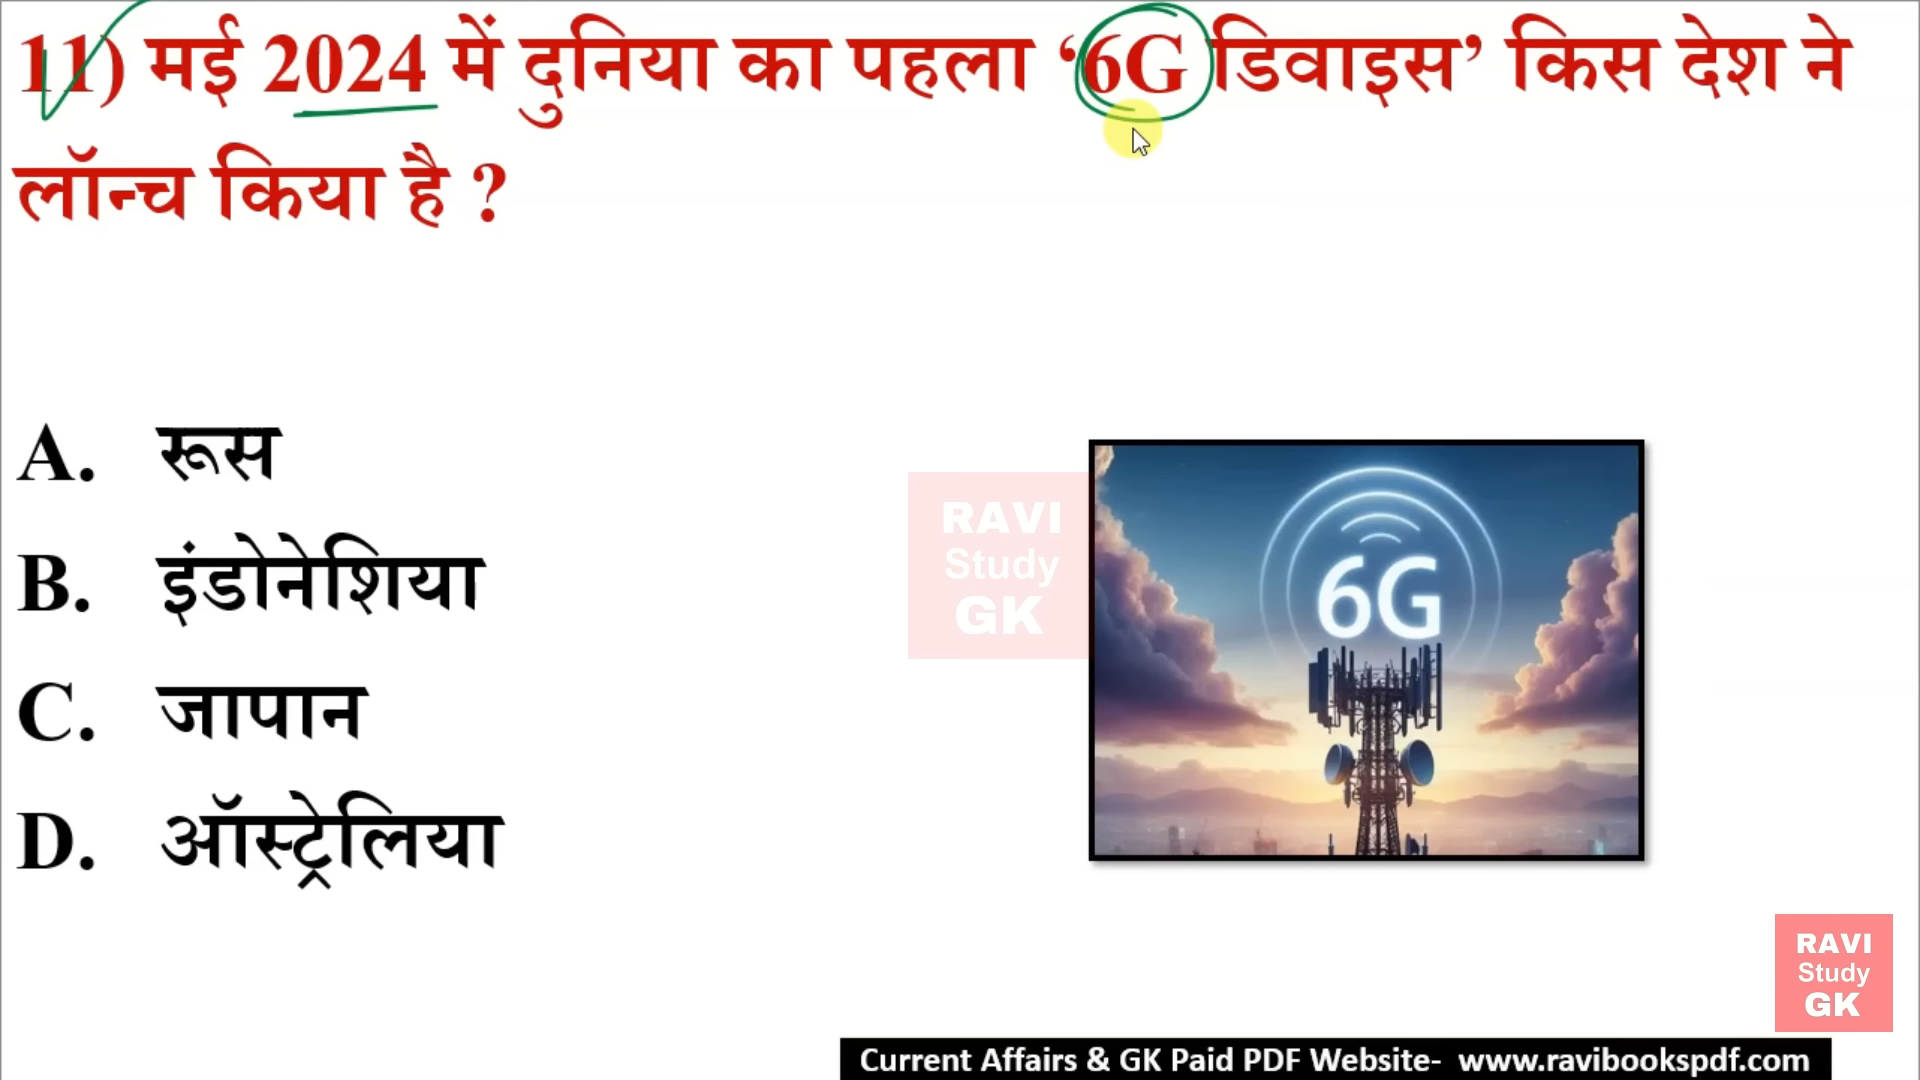 11) मई 2024 में दुनिया का पहला ‘6G डिवाइस’ किस देश ने
लॉन्च किया है ?
A. रूस
B. इंडोनेशिया
C. जापान
D. ऑस्ट्रेलिया
RAVI
Study
GK
6G
RAVI
Study
GK
Current Affairs & GK Paid PDF Website- www.ravibookspdf.com